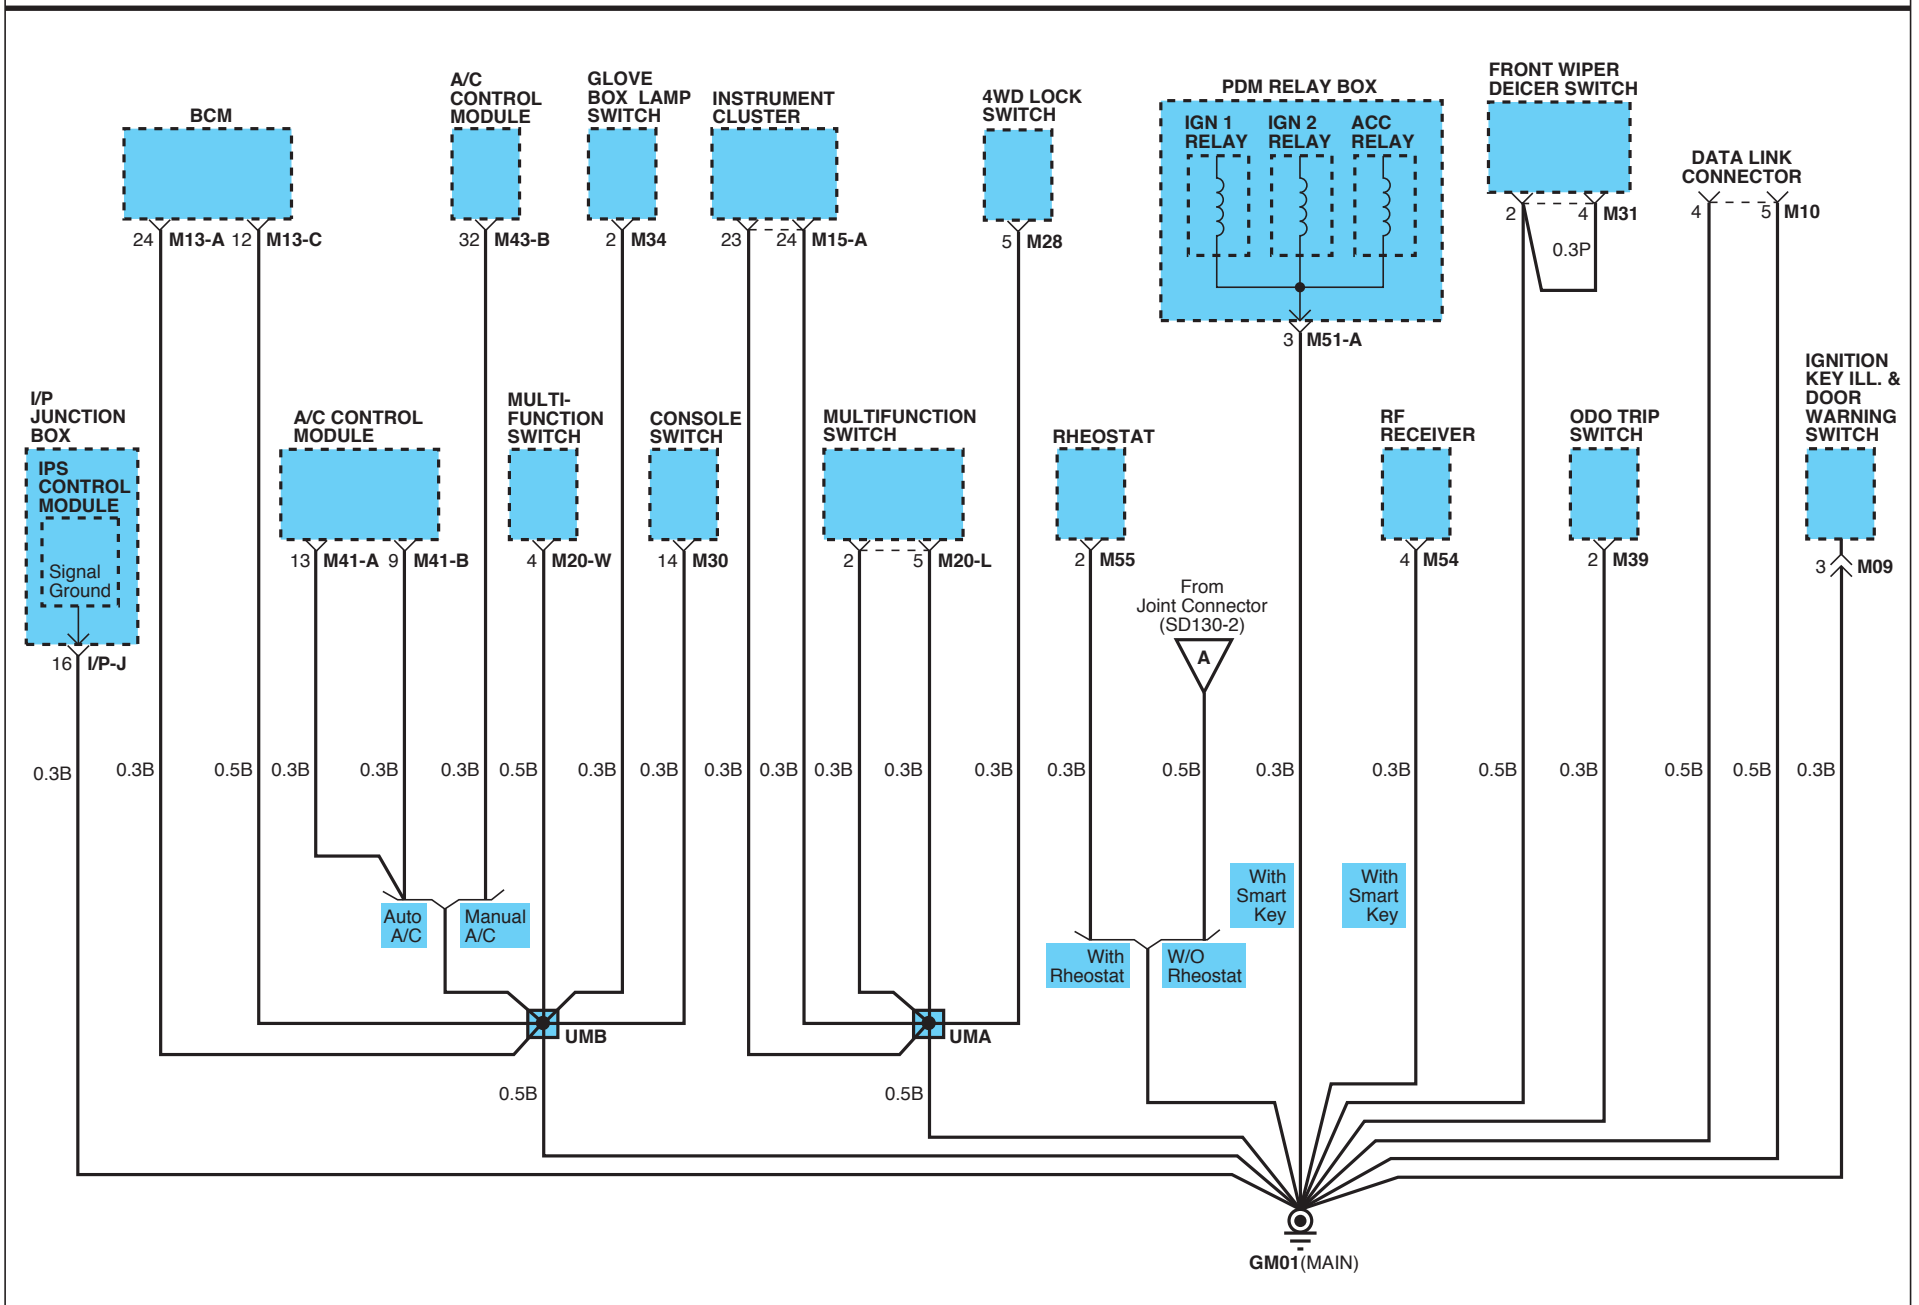 BCM
A/C
CONTROL
MODULE
GLOVE
BOX LAMP
SWITCH
INSTRUMENT
CLUSTER
4WD LOCK
SWITCH
PDM RELAY BOX
IGN 1
RELAY
IGN 2
RELAY
ACC
RELAY
FRONT WIPER
DEICER SWITCH
DATA LINK
CONNECTOR
24 M13-A 12 M13-C
32 M43-B
2 M34
23 24 M15-A
5 M28
3 M51-A
2 4 M31
0.3P
4 5 M10
I/P
JUNCTION
BOX
IPS
CONTROL
MODULE
Signal
Ground
16 I/P-J
A/C CONTROL
MODULE
13 M41-A 9 M41-B
MULTI-
FUNCTION
SWITCH
4 M20-W
CONSOLE
SWITCH
14 M30
MULTIFUNCTION
SWITCH
2 5 M20-L
RHEOSTAT
2 M55
From
Joint Connector
(SD130-2)
A
RF
RECEIVER
4 M54
ODO TRIP
SWITCH
2 M39
IGNITION
KEY ILL. &
DOOR
WARNING
SWITCH
3 M09
0.3B 0.3B 0.5B 0.3B 0.3B 0.3B 0.5B 0.3B 0.3B 0.3B 0.3B 0.3B 0.3B 0.3B 0.3B 0.5B 0.3B 0.3B 0.5B 0.3B 0.5B 0.5B 0.3B
Auto
A/C
Manual
A/C
With
Smart
Key
With
Smart
Key
With
Rheostat
W/O
Rheostat
UMB
UMA
0.5B
0.5B
GM01(MAIN)